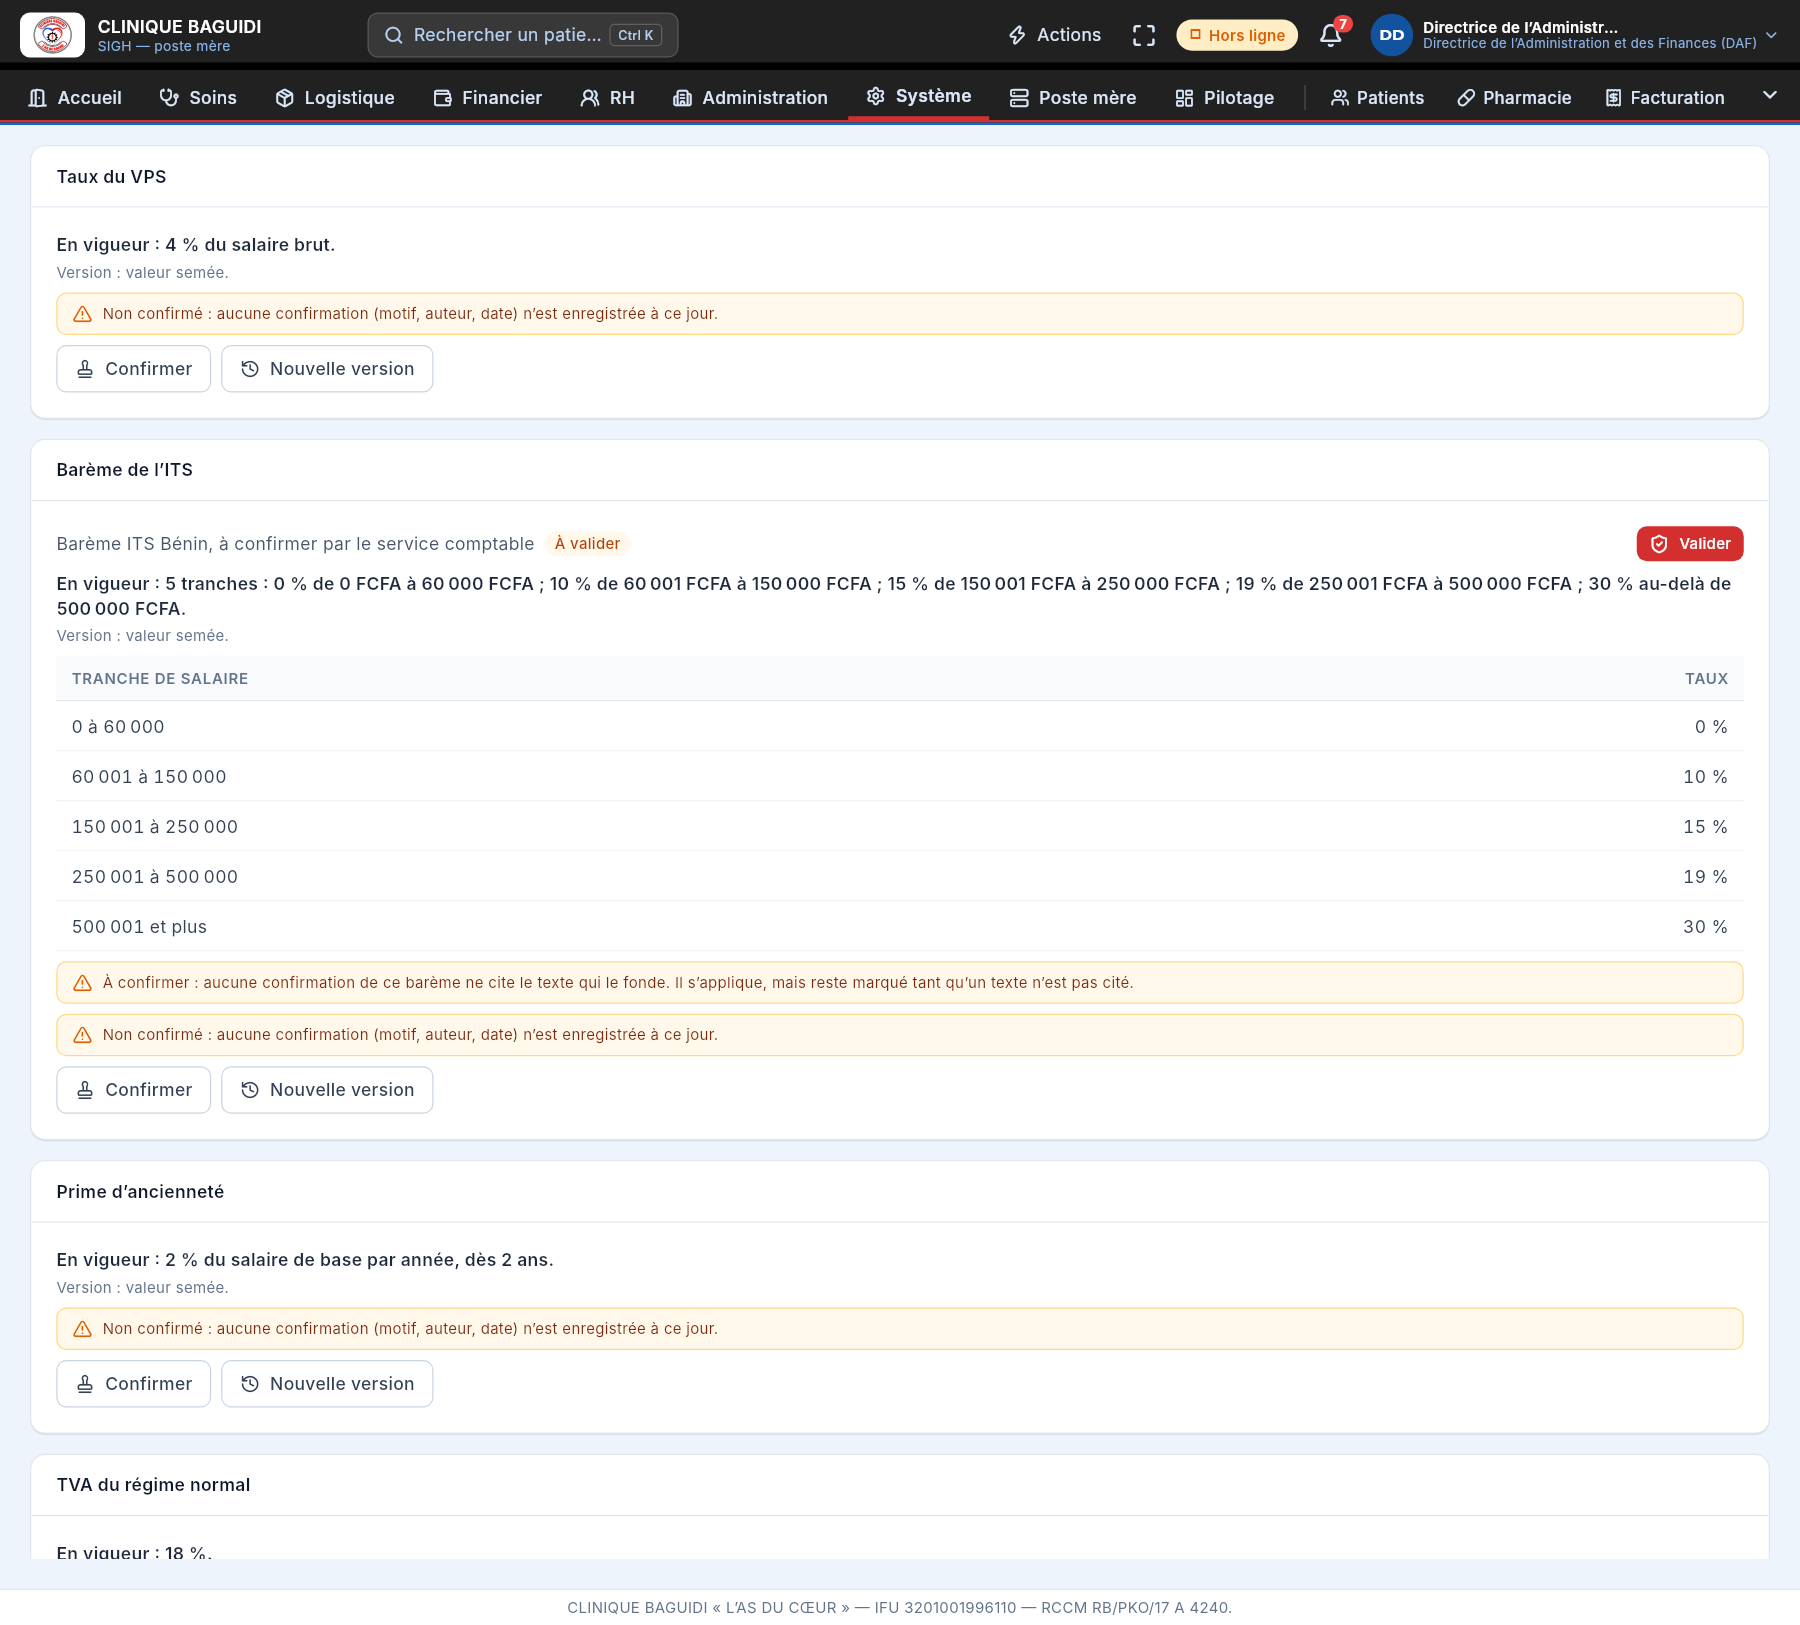 CLINIQUE BAGUIDI
SIGH — poste mère
Rechercher un patie... Ctrl K
Actions
Hors ligne
7
DD
Directrice de l’Administr...
Directrice de l’Administration et des Finances (DAF)
Accueil Soins Logistique Financier RH Administration Système Poste mère Pilotage Patients Pharmacie Facturation
Taux du VPS
En vigueur : 4 % du salaire brut.
Version : valeur semée.
Non confirmé : aucune confirmation (motif, auteur, date) n’est enregistrée à ce jour.
Confirmer Nouvelle version
Barème de l’ITS
Barème ITS Bénin, à confirmer par le service comptable À valider Valider
En vigueur : 5 tranches : 0 % de 0 FCFA à 60 000 FCFA ; 10 % de 60 001 FCFA à 150 000 FCFA ; 15 % de 150 001 FCFA à 250 000 FCFA ; 19 % de 250 001 FCFA à 500 000 FCFA ; 30 % au-delà de
500 000 FCFA.
Version : valeur semée.
TRANCHE DE SALAIRE TAUX
0 à 60 000 0 %
60 001 à 150 000 10 %
150 001 à 250 000 15 %
250 001 à 500 000 19 %
500 001 et plus 30 %
À confirmer : aucune confirmation de ce barème ne cite le texte qui le fonde. Il s’applique, mais reste marqué tant qu’un texte n’est pas cité.
Non confirmé : aucune confirmation (motif, auteur, date) n’est enregistrée à ce jour.
Confirmer Nouvelle version
Prime d’ancienneté
En vigueur : 2 % du salaire de base par année, dès 2 ans.
Version : valeur semée.
Non confirmé : aucune confirmation (motif, auteur, date) n’est enregistrée à ce jour.
Confirmer Nouvelle version
TVA du régime normal
En vigueur : 18 %.
CLINIQUE BAGUIDI « L’AS DU CŒUR » — IFU 3201001996110 — RCCM RB/PKO/17 A 4240.